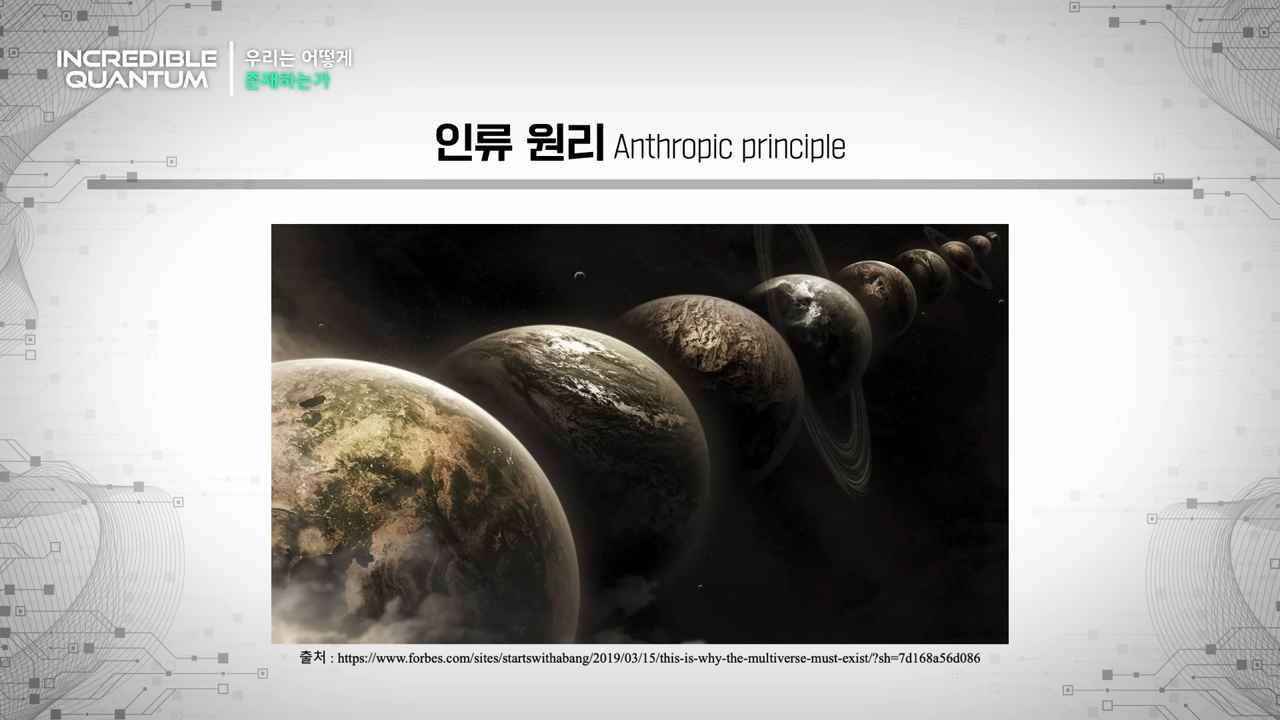 INCREDIBLE
QUANTUM
우리는 어떻게
존재하는가
인류 원리 Anthropic principle
출처 : https://www.forbes.com/sites/startswithabang/2019/03/15/this-is-why-the-multiverse-must-exist/?sh=7d168a56d086